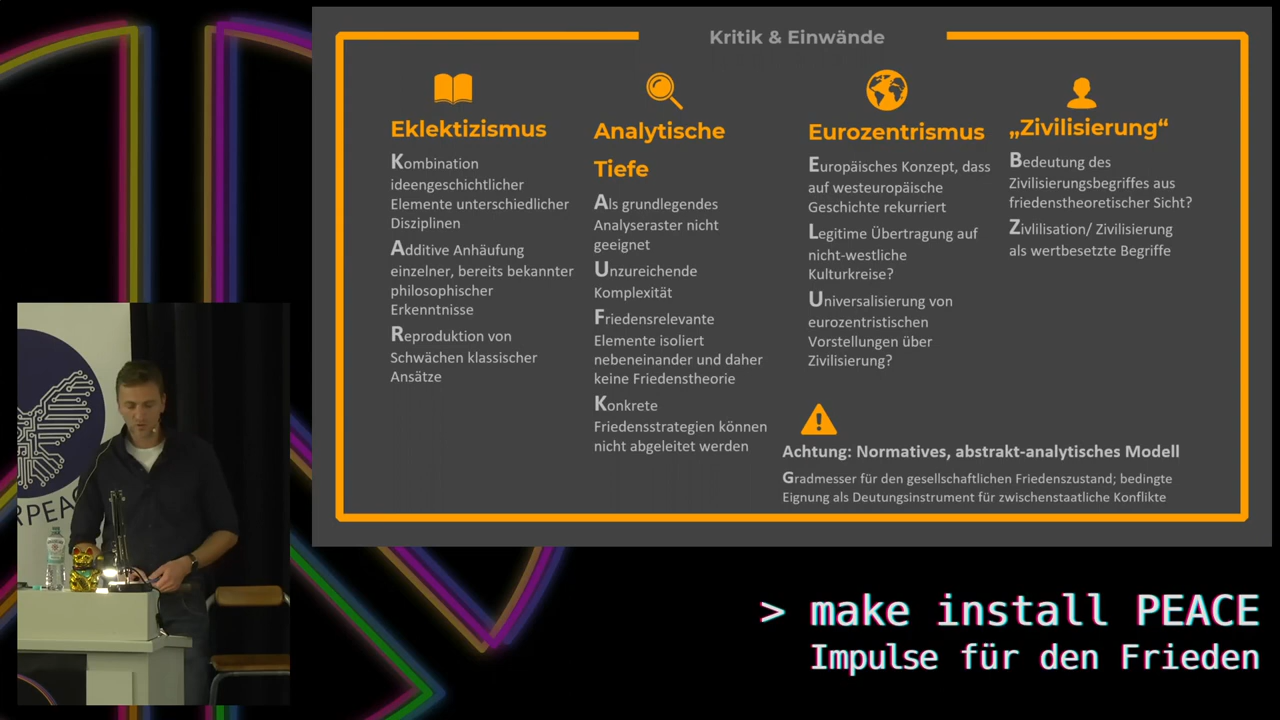 Kritik & Einwände
Eklektizismus
Kombination
ideengeschichtlicher
Elemente unterschiedlicher
Disziplinen
Additive Anhäufung
einzelner, bereits bekannter
philosophischer
Erkenntnisse
Reproduktion von
Schwächen klassischer
Ansätze
Analytische
Tiefe
Als grundlegendes
Analyseraster nicht
geeignet
Unzureichende
Komplexität
Friedensrelevante
Elemente isoliert
nebeneinander und daher
keine Friedenstheorie
Konkrete
Friedensstrategien können
nicht abgeleitet werden
Eurozentrismus
Europäisches Konzept, dass
auf westeuropäische
Geschichte rekurriert
Legitime Übertragung auf
nicht-westliche
Kulturkreise?
Universalisierung von
eurozentristischen
Vorstellungen über
Zivilisierung?
„Zivilisierung“
Bedeutung des
Zivilisierungsbegriffes aus
friedenstheoretischer Sicht?
Zivlilisation/ Zivilisierung
als wertbesetzte Begriffe
Achtung: Normatives, abstrakt-analytisches Modell
Gradmesser für den gesellschaftlichen Friedenszustand; bedingte
Eignung als Deutungsinstrument für zwischenstaatliche Konflikte
> make install PEACE
Impulse für den Frieden